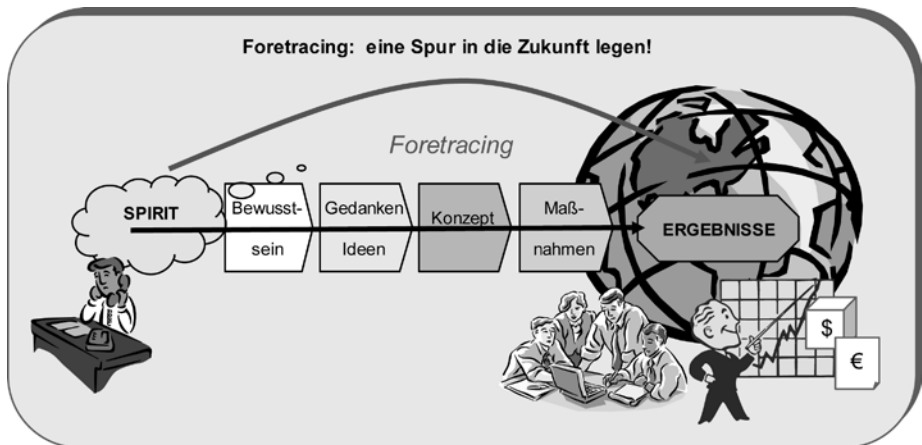 Foretracing: eine Spur in die Zukunft legen!
Foretracing
SPIRIT
Bewusst-
sein
Gedanken
Ideen
Konzept
Maß-
nahmen
ERGEBNISSE
$
€